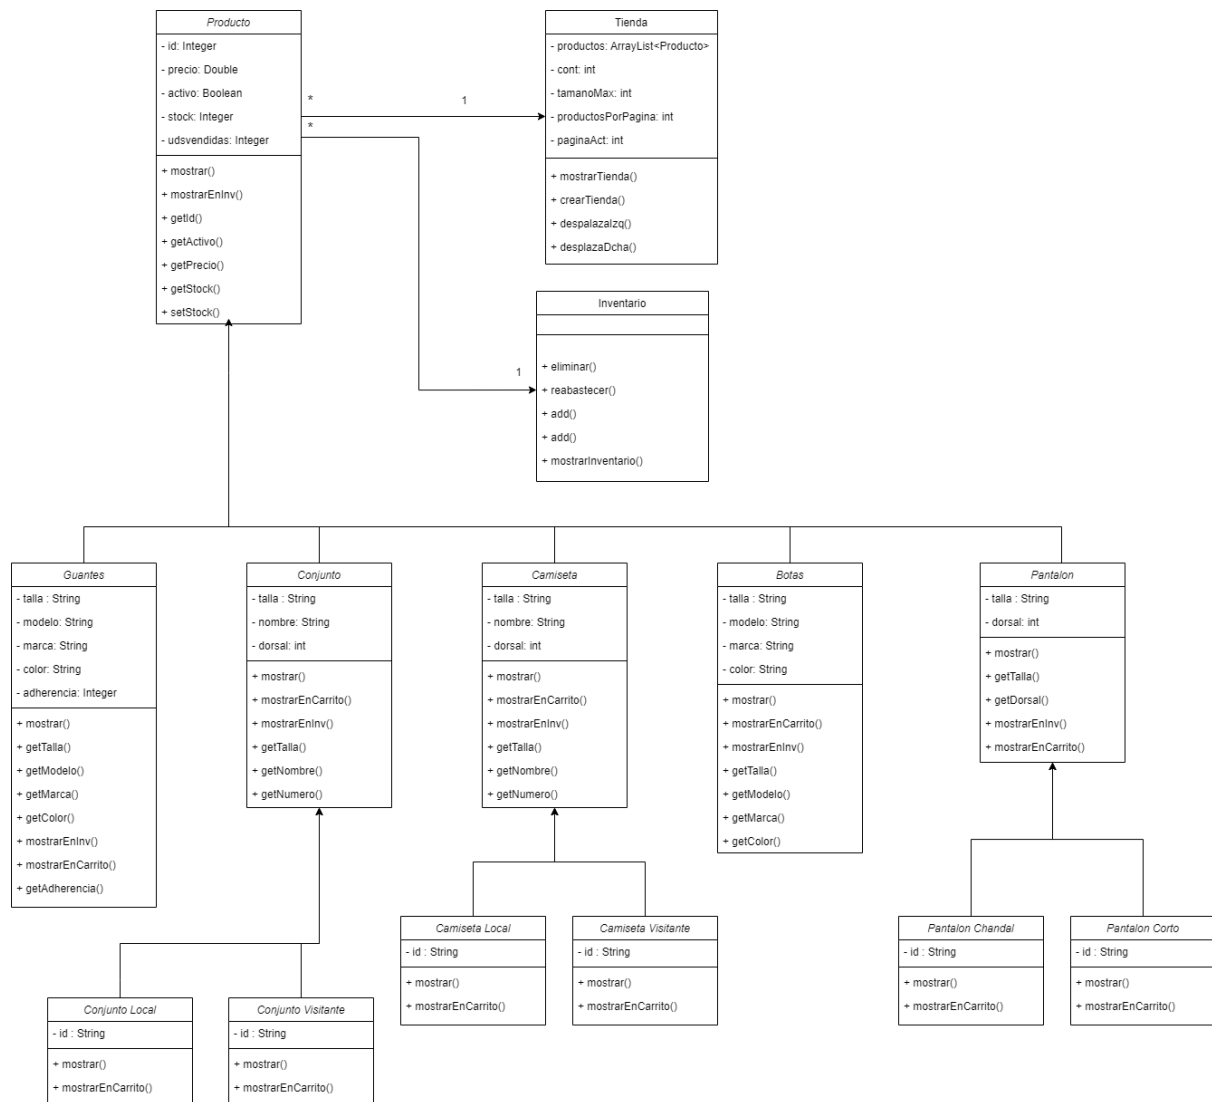 Producto
- id: Integer
- precio: Double
- activo: Boolean
- stock: Integer
- udsvendidas: Integer
+ mostrar()
+ mostrarEnInv()
+ getId()
+ getActivo()
+ getPrecio()
+ getStock()
+ setStock()
*
1
*
1
Tienda
- productos: ArrayList<Producto>
- cont: int
- tamanoMax: int
- productosPorPagina: int
- paginaAct: int
+ mostrarTienda()
+ crearTienda()
+ despalazaIzq()
+ desplazaDcha()
Inventario
+ eliminar()
+ reabastecer()
+ add()
+ add()
+ mostrarInventario()
Guantes
- talla : String
- modelo: String
- marca: String
- color: String
- adherencia: Integer
+ mostrar()
+ getTalla()
+ getModelo()
+ getMarca()
+ getColor()
+ mostrarEnInv()
+ mostrarEnCarrito()
+ getAdherencia()
Conjunto
- talla : String
- nombre: String
- dorsal: int
+ mostrar()
+ mostrarEnCarrito()
+ mostrarEnInv()
+ getTalla()
+ getNombre()
+ getNumero()
Camiseta
- talla : String
- nombre: String
- dorsal: int
+ mostrar()
+ mostrarEnCarrito()
+ mostrarEnInv()
+ getTalla()
+ getNombre()
+ getNumero()
Botas
- talla : String
- modelo: String
- marca: String
- color: String
+ mostrar()
+ mostrarEnCarrito()
+ mostrarEnInv()
+ getTalla()
+ getModelo()
+ getMarca()
+ getColor()
Pantalon
- talla : String
- dorsal: int
+ mostrar()
+ getTalla()
+ getDorsal()
+ mostrarEnInv()
+ mostrarEnCarrito()
Conjunto Local
- id : String
+ mostrar()
+ mostrarEnCarrito()
Conjunto Visitante
- id : String
+ mostrar()
+ mostrarEnCarrito()
Camiseta Local
- id : String
+ mostrar()
+ mostrarEnCarrito()
Camiseta Visitante
- id : String
+ mostrar()
+ mostrarEnCarrito()
Pantalon Chandal
- id : String
+ mostrar()
+ mostrarEnCarrito()
Pantalon Corto
- id : String
+ mostrar()
+ mostrarEnCarrito()